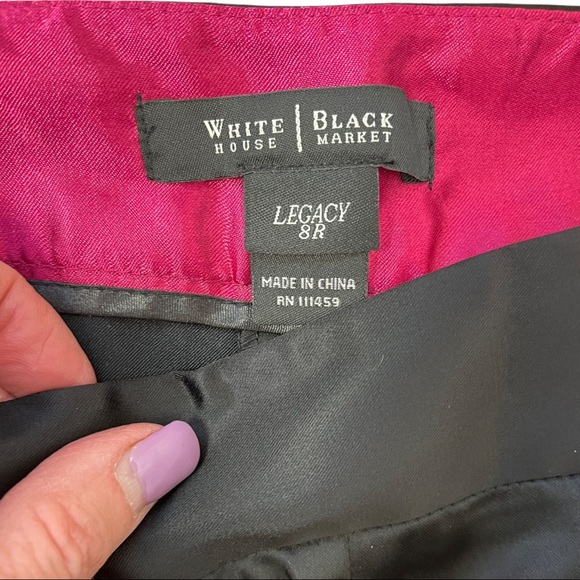 WHITE | BLACK
HOUSE | MARKET
LEGACY
8R
MADE IN CHINA
RN 111459